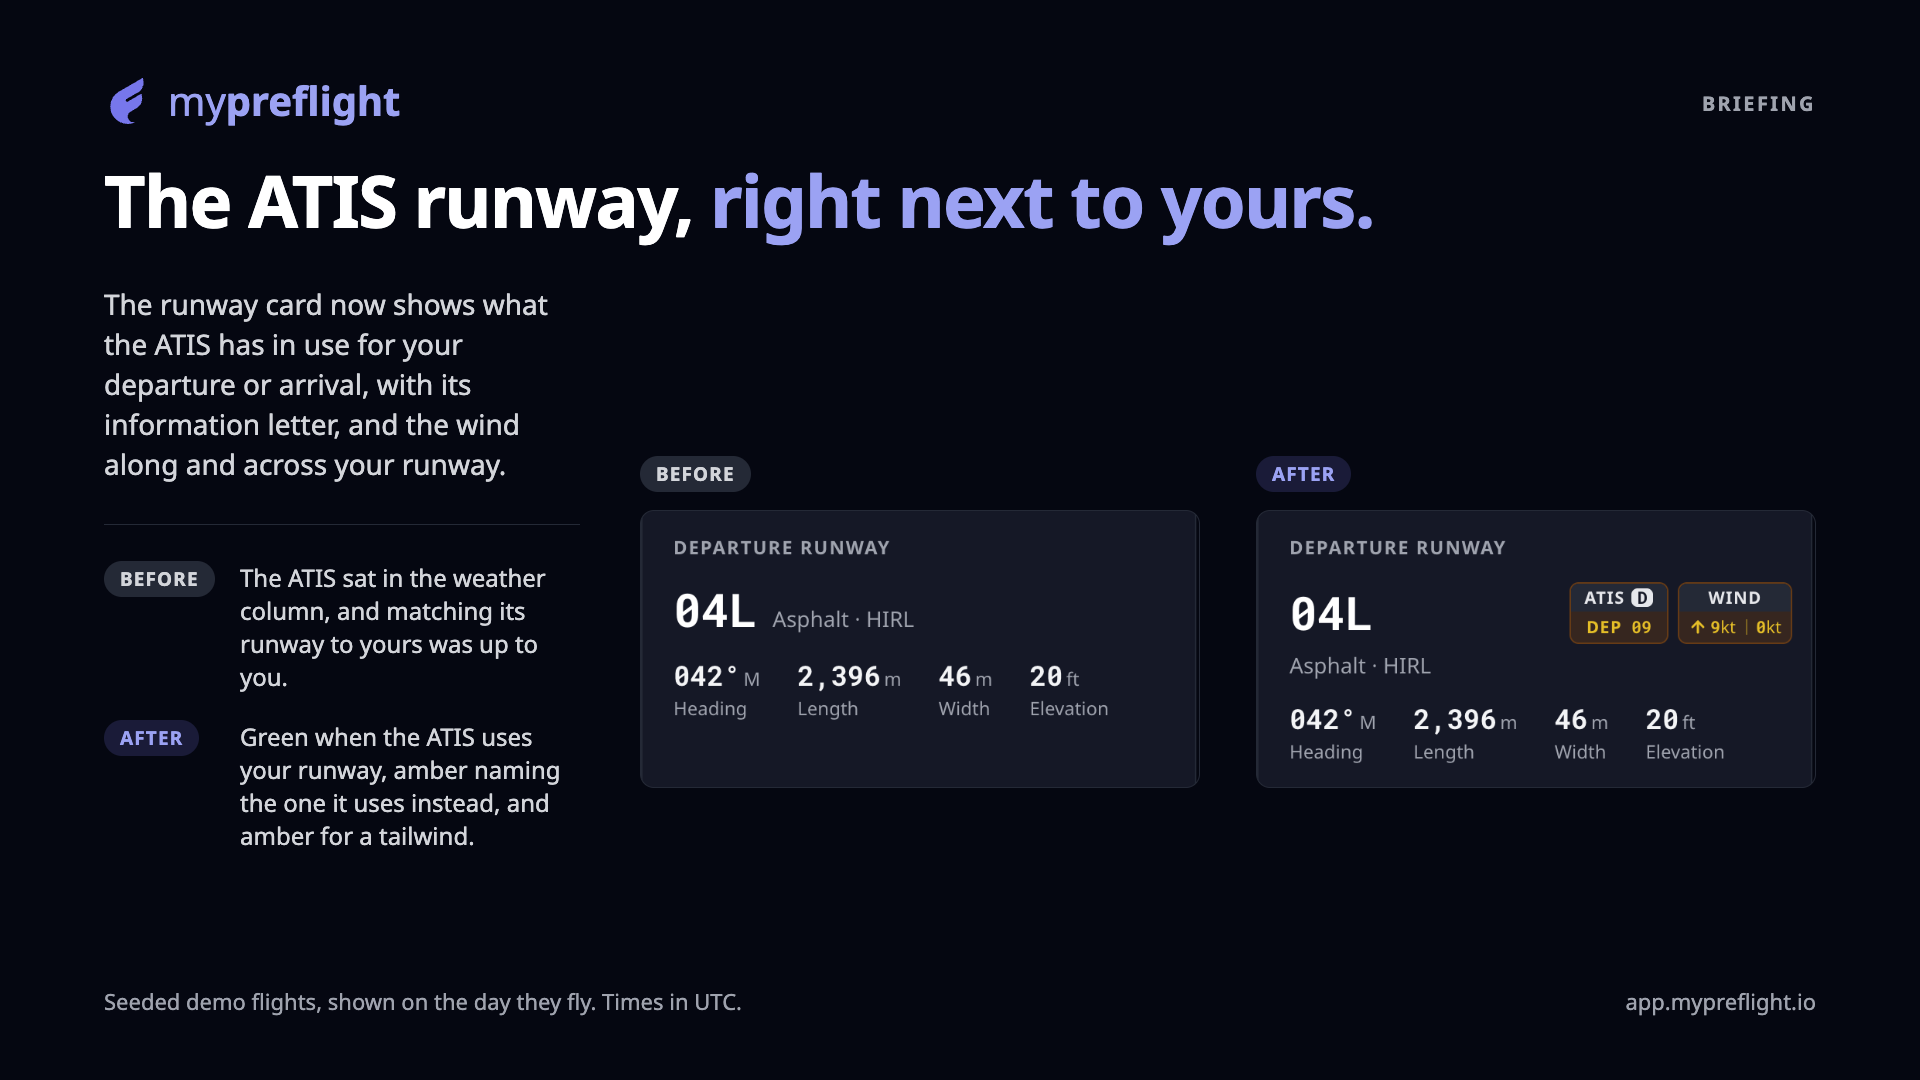 mypreflight
BRIEFING
The ATIS runway, right next to yours.
The runway card now shows what
the ATIS has in use for your
departure or arrival, with its
information letter, and the wind
along and across your runway.
BEFORE
The ATIS sat in the weather
column, and matching its
runway to yours was up to
you.
AFTER
Green when the ATIS uses
your runway, amber naming
the one it uses instead, and
amber for a tailwind.
BEFORE
DEPARTURE RUNWAY
04L Asphalt · HIRL
042° M 2,396 m 46 m 20 ft
Heading Length Width Elevation
AFTER
DEPARTURE RUNWAY
04L
ATIS D
DEP 09
WIND
↑ 9kt | 0kt
Asphalt · HIRL
042° M 2,396 m 46 m 20 ft
Heading Length Width Elevation
Seeded demo flights, shown on the day they fly. Times in UTC.
app.mypreflight.io